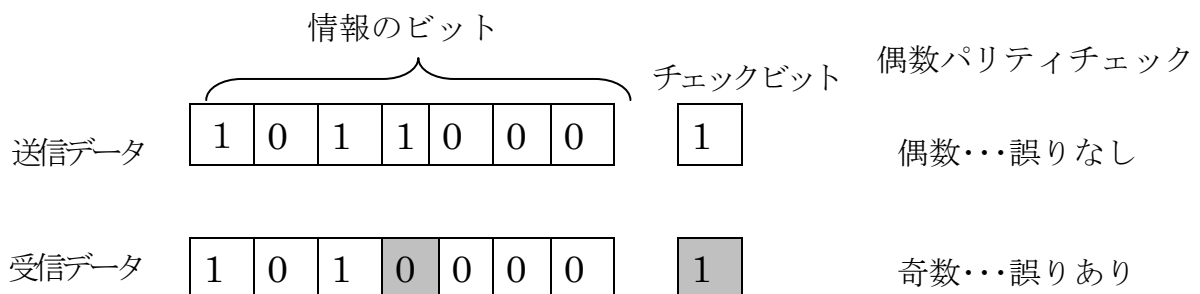 情報のビット
チェックビット 偶数パリティチェック
送信データ 1 0 1 1 0 0 0 1 偶数･･･誤りなし
受信データ 1 0 1 0 0 0 0 1 奇数･･･誤りあり